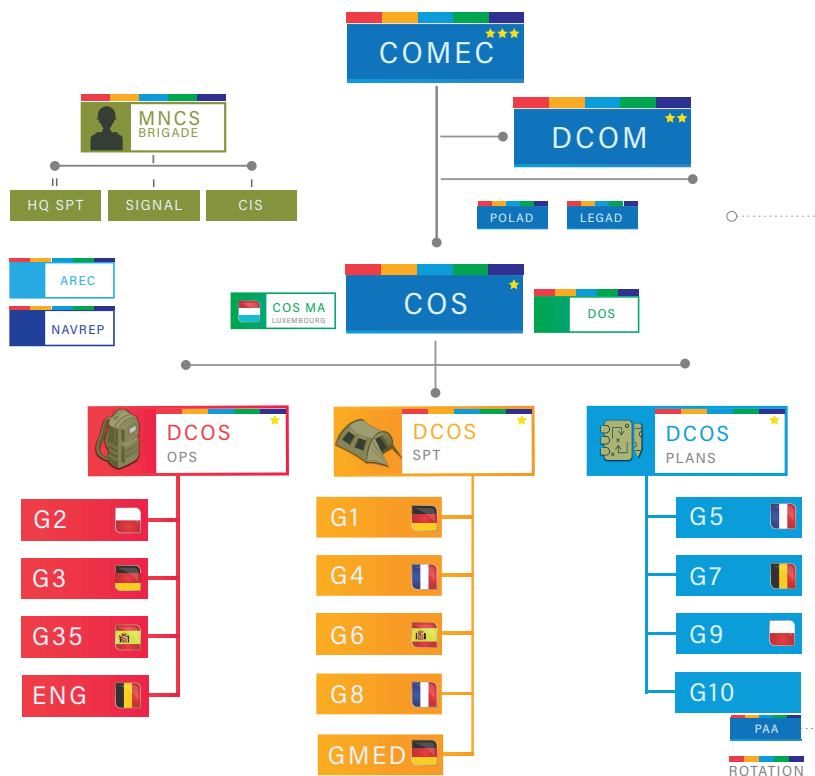 COMEC
MNCS
BRIGADE
DCOM
HQ SPT
SIGNAL
CIS
POLAD
LEGAD
AREC
NAVREP
COS MA
LUXEMBOURG
COS
DOS
DCOS
OPS
DCOS
SPT
DCOS
PLANS
G2
G3
G35
ENG
G1
G4
G6
G8
GMED
G5
G7
G9
G10
PAA
ROTATION